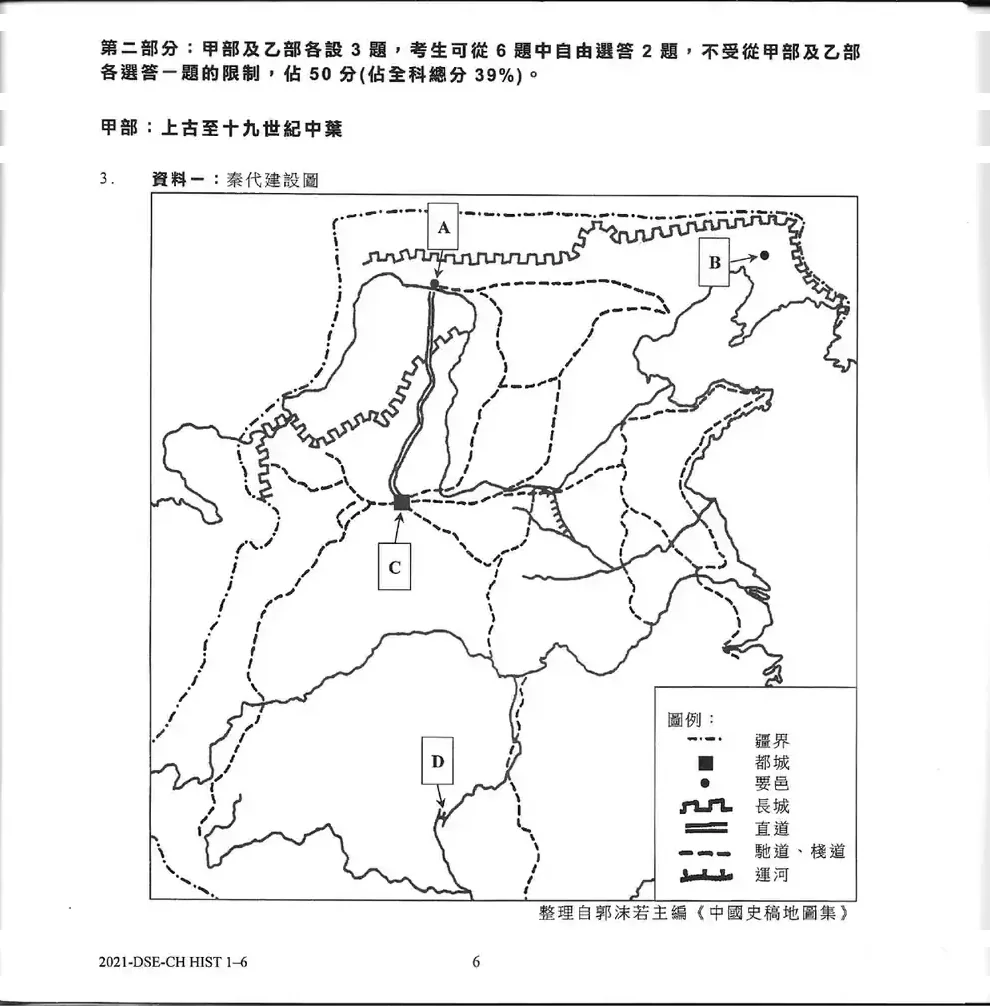 第二部分：甲部及乙部各設 3 題，考生可從 6 題中自由選答 2 題，不受從甲部及乙部
各選答一題的限制，佔 50 分(佔全科總分 39%)。
甲部：上古至十九世紀中葉
3. 資料一：秦代建設圖
A
B
C
D
圖例：
疆界
都城
要邑
長城
直道
馳道、棧道
運河
整理自郭沫若主編《中國史稿地圖集》
2021-DSE-CH HIST 1–6
6